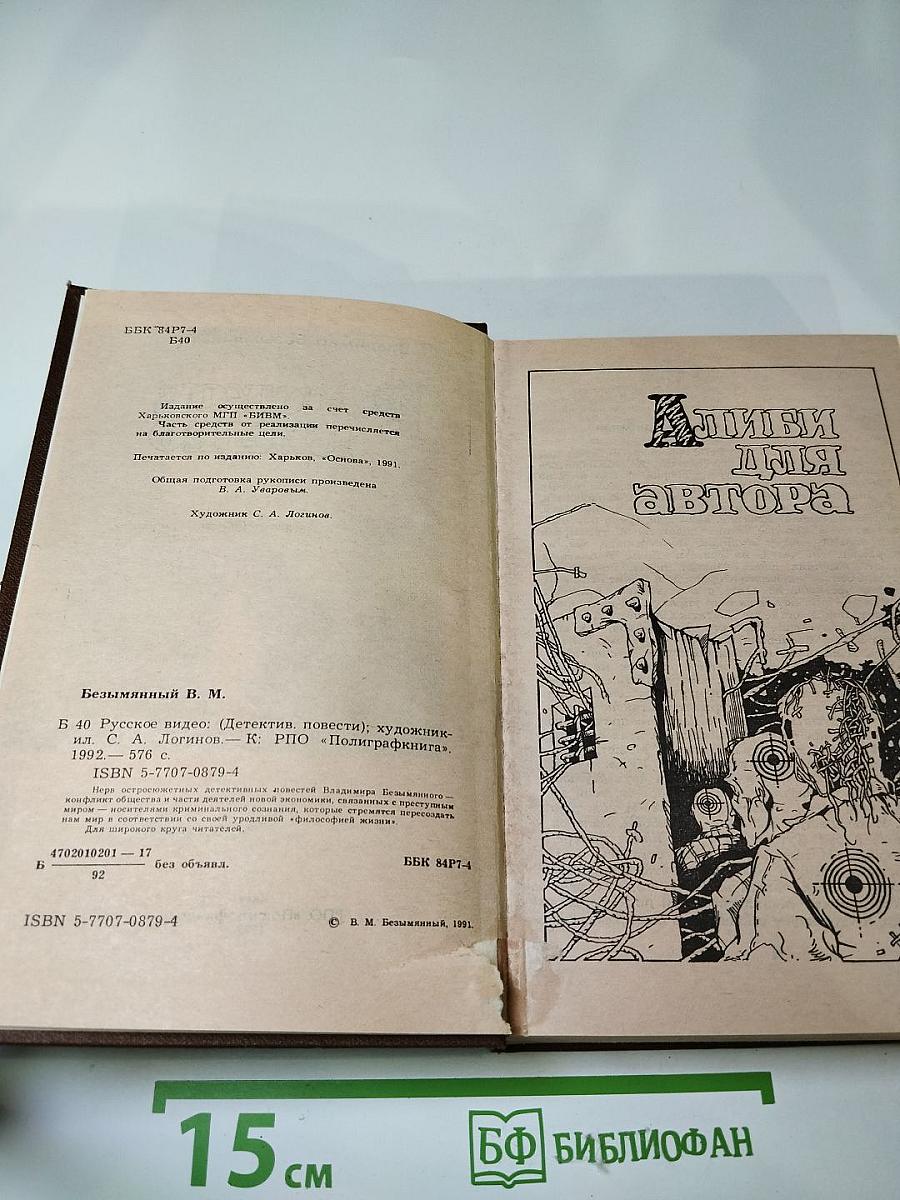 ББК 84Р7-4
Б40
Издание осуществлено за счет средств
Харьковского МГП «БИВМ».
Часть средств от реализации перечисляется
на благотворительные цели.
Печатается по изданию: Харьков, «Основа», 1991.
Общая подготовка рукописи произведена
В. А. Уваровым.
Художник С. А. Логинов.
Безымянный В. М.
Б 40 Русское видео: (Детектив. повести); художник-
ил. С. А. Логинов.— К: РПО «Полиграфкнига»,
1992.— 576 с.
ISBN 5-7707-0879-4
Нерв остросюжетных детективных повестей Владимира Безымянного —
конфликт общества и части деятелей новой экономики, связанных с преступным
миром — носителями криминального сознания, которые стремятся пересоздать
нам мир в соответствии со своей уродливой «философией жизни».
Для широкого круга читателей.
Б 4702010201 — 17
92 без объявл.
ББК 84Р7-4
ISBN 5-7707-0879-4
© В. М. Безымянный, 1991.
Алиби
для
автора
15 см
БФ БИБЛИОФАН